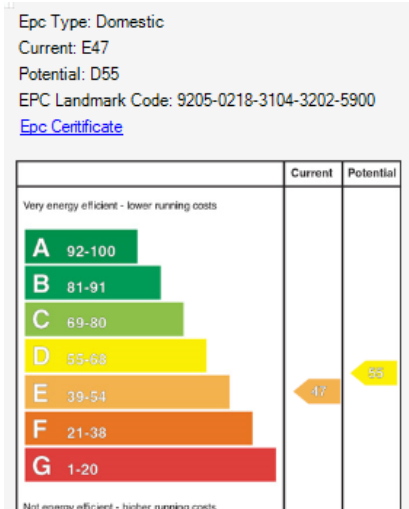 Epc Type: Domestic
Current: E47
Potential: D55
EPC Landmark Code: 9205-0218-3104-3202-5900
Epc Ceritificate
Current Potential
Very energy efficient - lower running costs
A 92-100
B 81-91
C 69-80
D 55-68
55
E 39-54
47
F 21-38
G 1-20
Not energy efficient - higher running costs